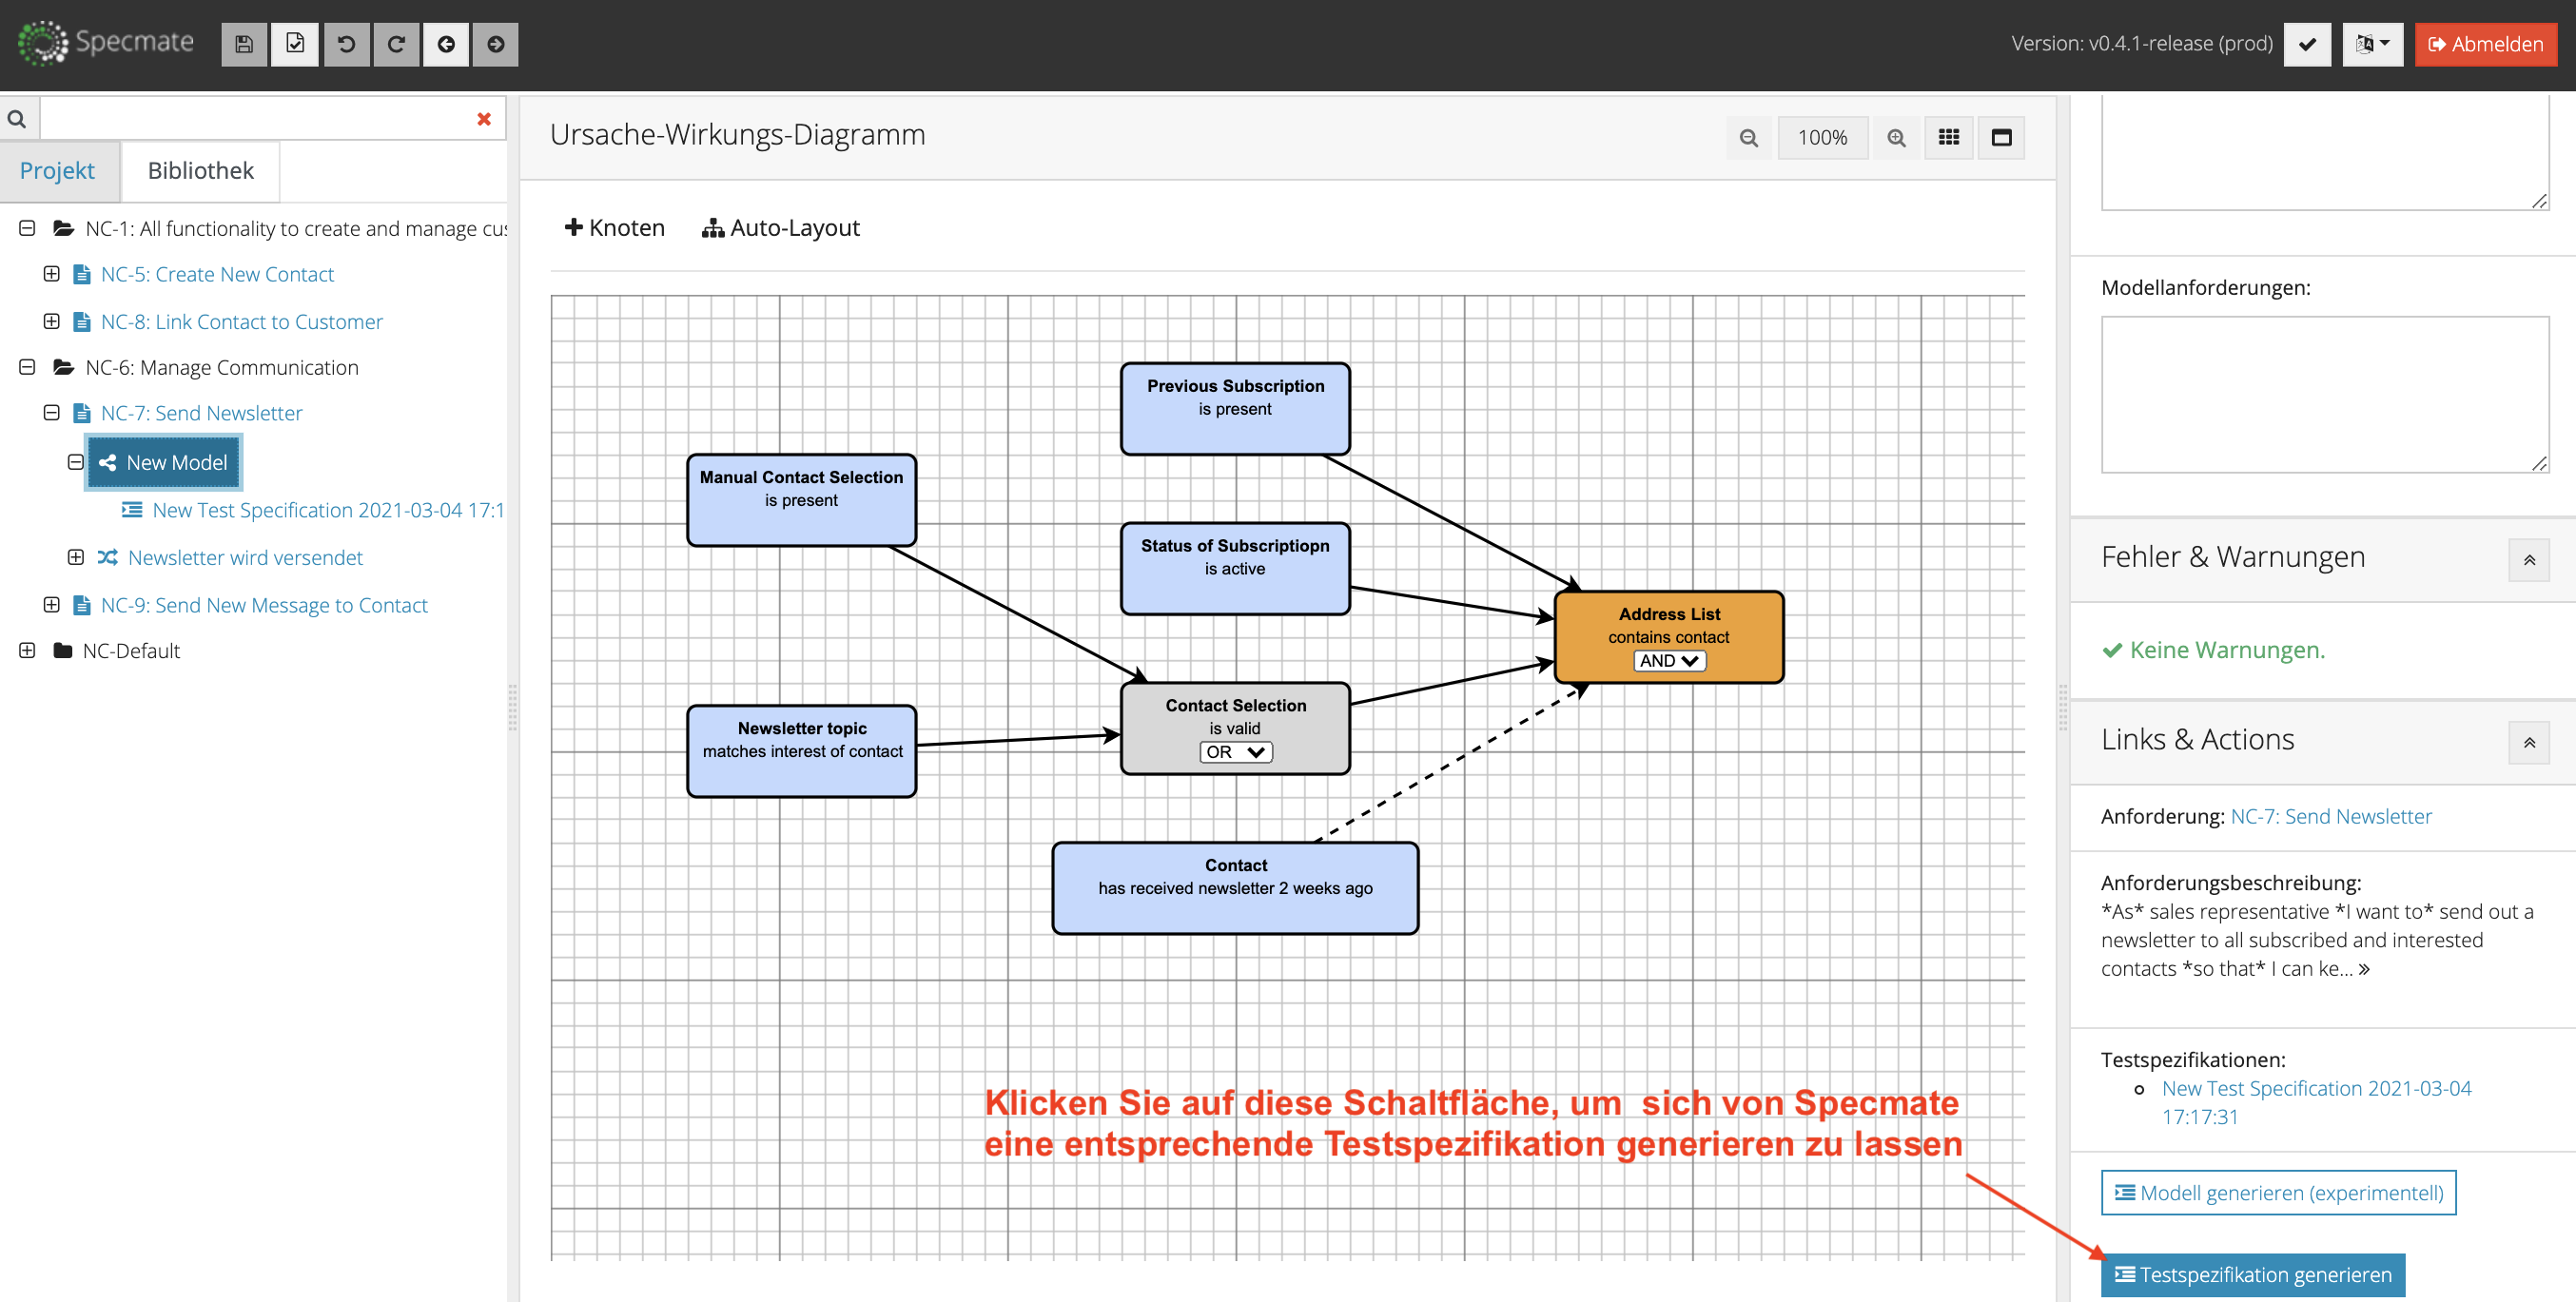 Specmate
Version: v0.4.1-release (prod)
Abmelden
Projekt
Bibliothek
NC-1: All functionality to create and manage cus
NC-5: Create New Contact
NC-8: Link Contact to Customer
NC-6: Manage Communication
NC-7: Send Newsletter
New Model
New Test Specification 2021-03-04 17:1
Newsletter wird versendet
NC-9: Send New Message to Contact
NC-Default
Ursache-Wirkungs-Diagramm
100%
Knoten
Auto-Layout
Previous Subscription
is present
Manual Contact Selection
is present
Status of Subscriptiopn
is active
Address List
contains contact
AND
Contact Selection
is valid
OR
Newsletter topic
matches interest of contact
Contact
has received newsletter 2 weeks ago
Klicken Sie auf diese Schaltfläche, um  sich von Specmate
eine entsprechende Testspezifikation generieren zu lassen
Modellanforderungen:
Fehler & Warnungen
Keine Warnungen.
Links & Actions
Anforderung: NC-7: Send Newsletter
Anforderungsbeschreibung:
*As* sales representative *I want to* send out a
newsletter to all subscribed and interested
contacts *so that* I can ke... »
Testspezifikationen:
New Test Specification 2021-03-04
17:17:31
Modell generieren (experimentell)
Testspezifikation generieren